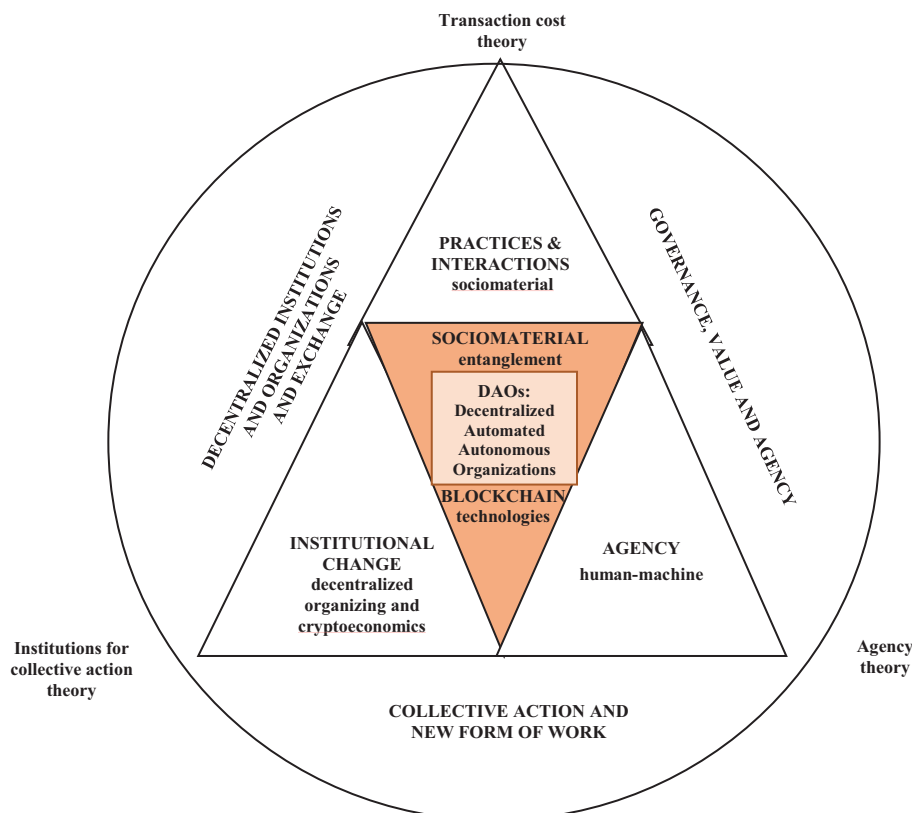 Transaction cost
theory
DECENTRALIZED INSTITUTIONS
AND ORGANIZATIONS
AND EXCHANGE
GOVERNANCE, VALUE AND AGENCY
PRACTICES &
INTERACTIONS
sociomaterial
SOCIOMATERIAL
entanglement
DAOs:
Decentralized
Automated
Autonomous
Organizations
BLOCKCHAIN
technologies
INSTITUTIONAL
CHANGE
decentralized
organizing and
cryptoeconomics
AGENCY
human-machine
Institutions for
collective action
theory
Agency
theory
COLLECTIVE ACTION AND
NEW FORM OF WORK